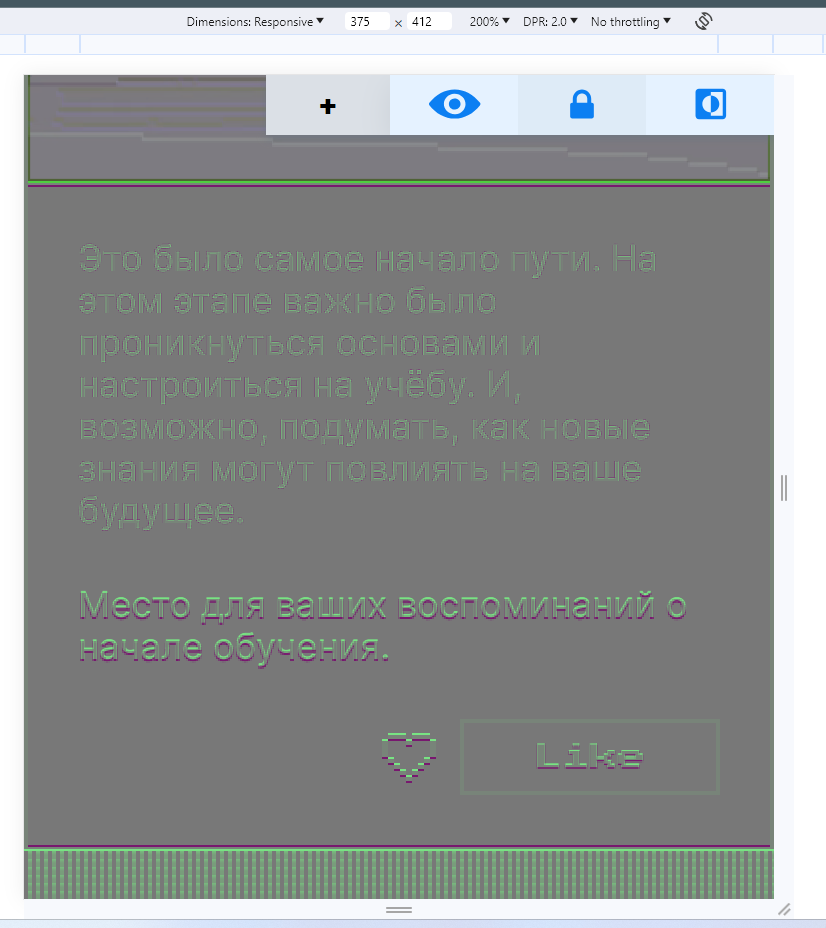 Dimensions: Responsive 375 × 412 200% DPR: 2.0 No throttling
+
Это было самое начало пути. На
этом этапе важно было
проникнуться основами и
настроиться на учёбу. И,
возможно, подумать, как новые
знания могут повлиять на ваше
будущее.
Место для ваших воспоминаний о
начале обучения.
Like